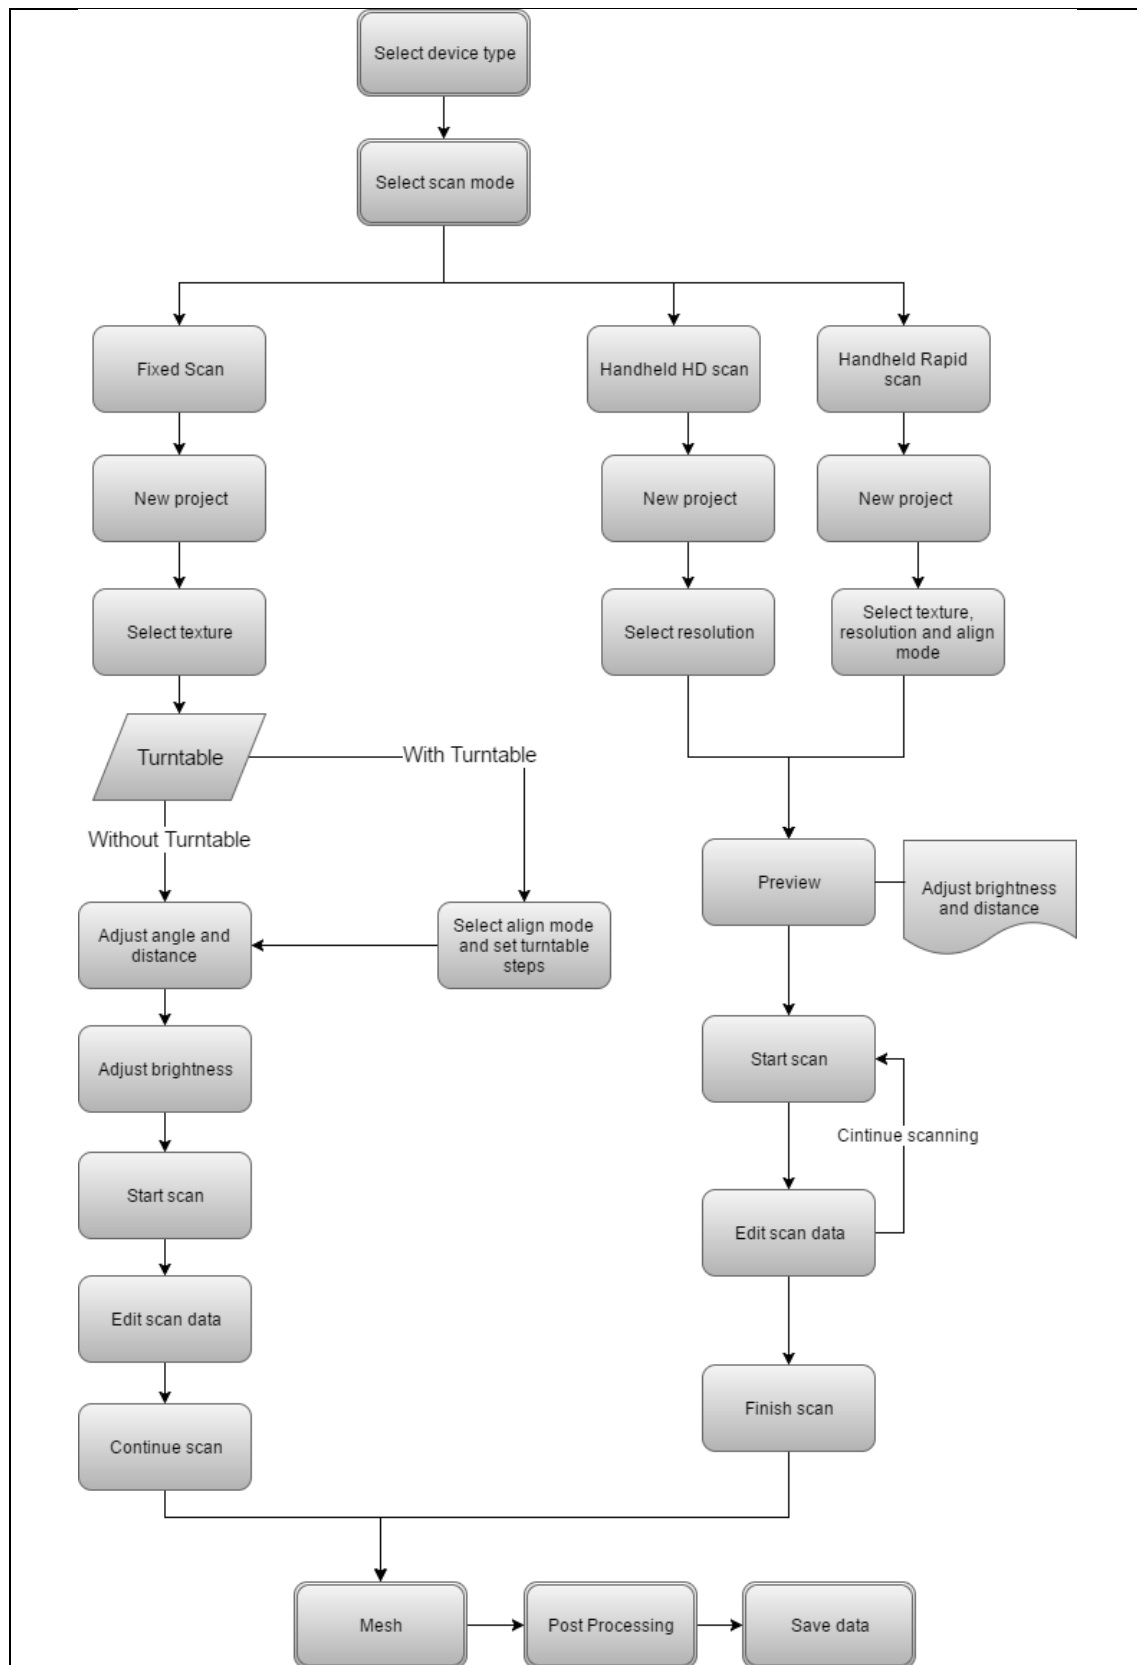 Select device type
Select scan mode
Fixed Scan
Handheld HD scan
Handheld Rapid
scan
New project
New project
New project
Select texture
Select resolution
Select texture,
resolution and align
mode
Turntable
With Turntable
Without Turntable
Preview
Adjust brightness
and distance
Adjust angle and
distance
Select align mode
and set turntable
steps
Adjust brightness
Start scan
Cintinue scanning
Start scan
Edit scan data
Edit scan data
Finish scan
Continue scan
Mesh
Post Processing
Save data